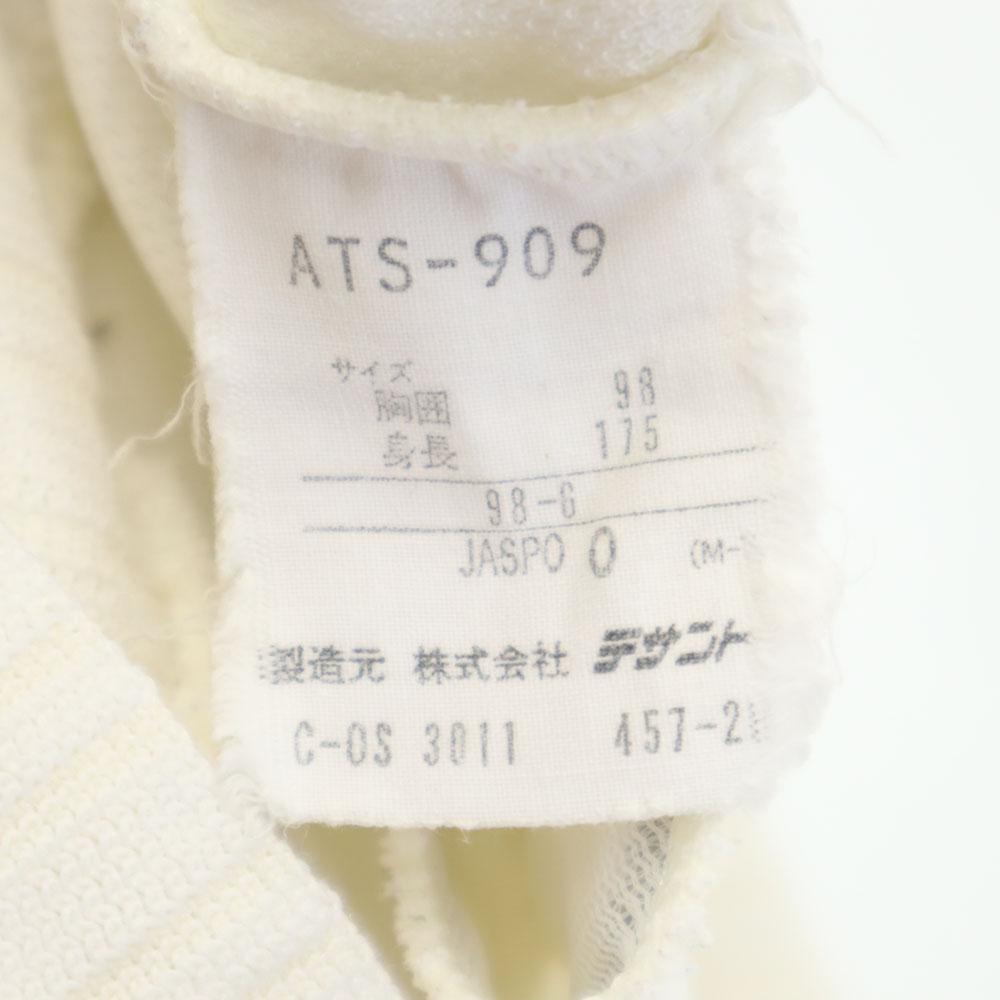 ATS-909
サイズ
胸囲 98
身長 175
98-6
JASPO O (M-
製造元 株式会社 デサント
C-OS 3011 457-2